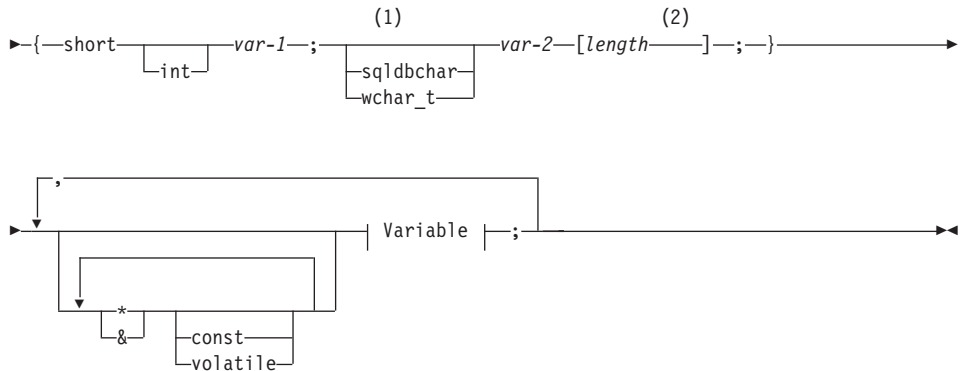 (1) (2)
{ short var-1 ; var-2 [length ] ; }
int sqldbchar
wchar_t
,
Variable ;
*
& const
volatile